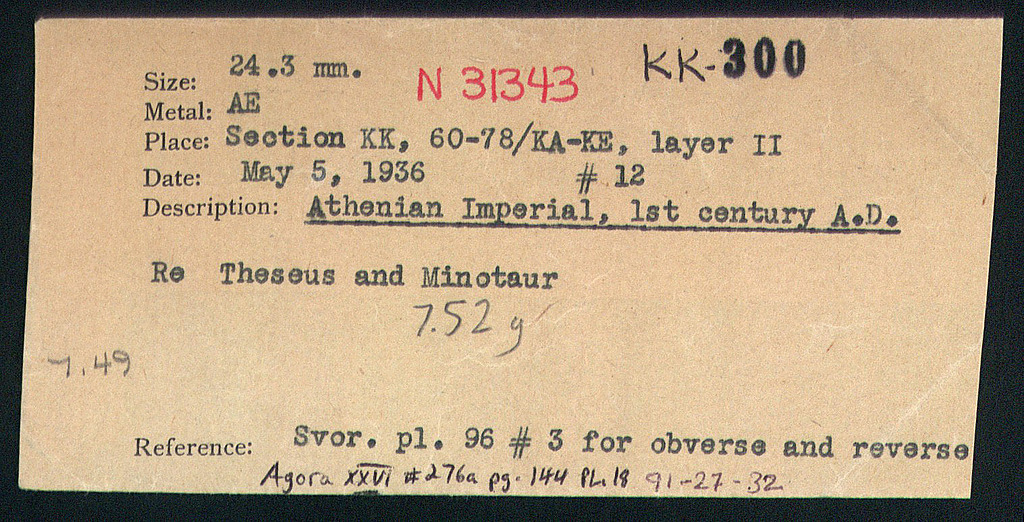 KK-300
Size: 24.3 mm. N 31343
Metal: AE
Place: Section KK, 60-78/KA-KE, layer II
Date: May 5, 1936 # 12
Description: Athenian Imperial, 1st century A.D.
Re Theseus and Minotaur
7.52 g
7.49
Reference: Svor. pl. 96 # 3 for obverse and reverse
Agora XXVI #276a pg. 144 PL. 18 91-27-32